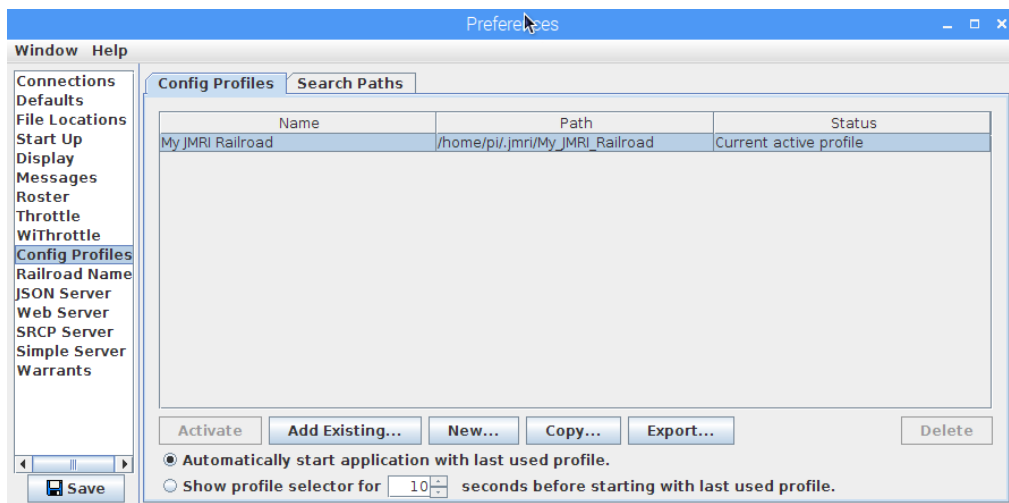 Preferences
Window Help
Connections
Defaults
File Locations
Start Up
Display
Messages
Roster
Throttle
WiThrottle
Config Profiles
Railroad Name
JSON Server
Web Server
SRCP Server
Simple Server
Warrants
Save
Config Profiles Search Paths
Name Path Status
My JMRI Railroad /home/pi/.jmri/My_JMRI_Railroad Current active profile
Activate Add Existing... New... Copy... Export... Delete
Automatically start application with last used profile.
Show profile selector for 10 seconds before starting with last used profile.